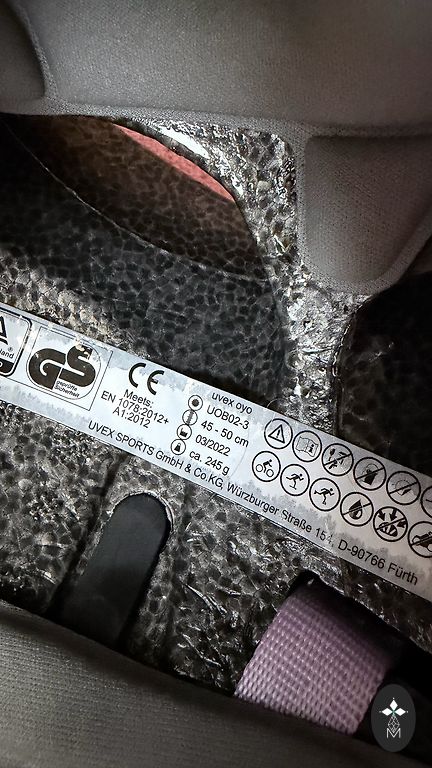 land
GS
geprüfte
Sicherheit
CE
Meets:
EN 1078:2012+
A1:2012
uvex oyo
UOB02-3
45 - 50 cm
03/2022
ca. 245 g
UVEX SPORTS GmbH & Co.KG, Würzburger Straße 154, D-90766 Fürth
M